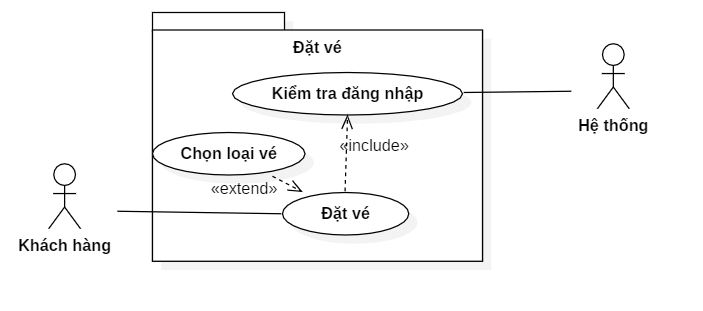 Đặt vé
Kiểm tra đăng nhập
Hệ thống
«include»
Chọn loại vé
«extend»
Đặt vé
Khách hàng